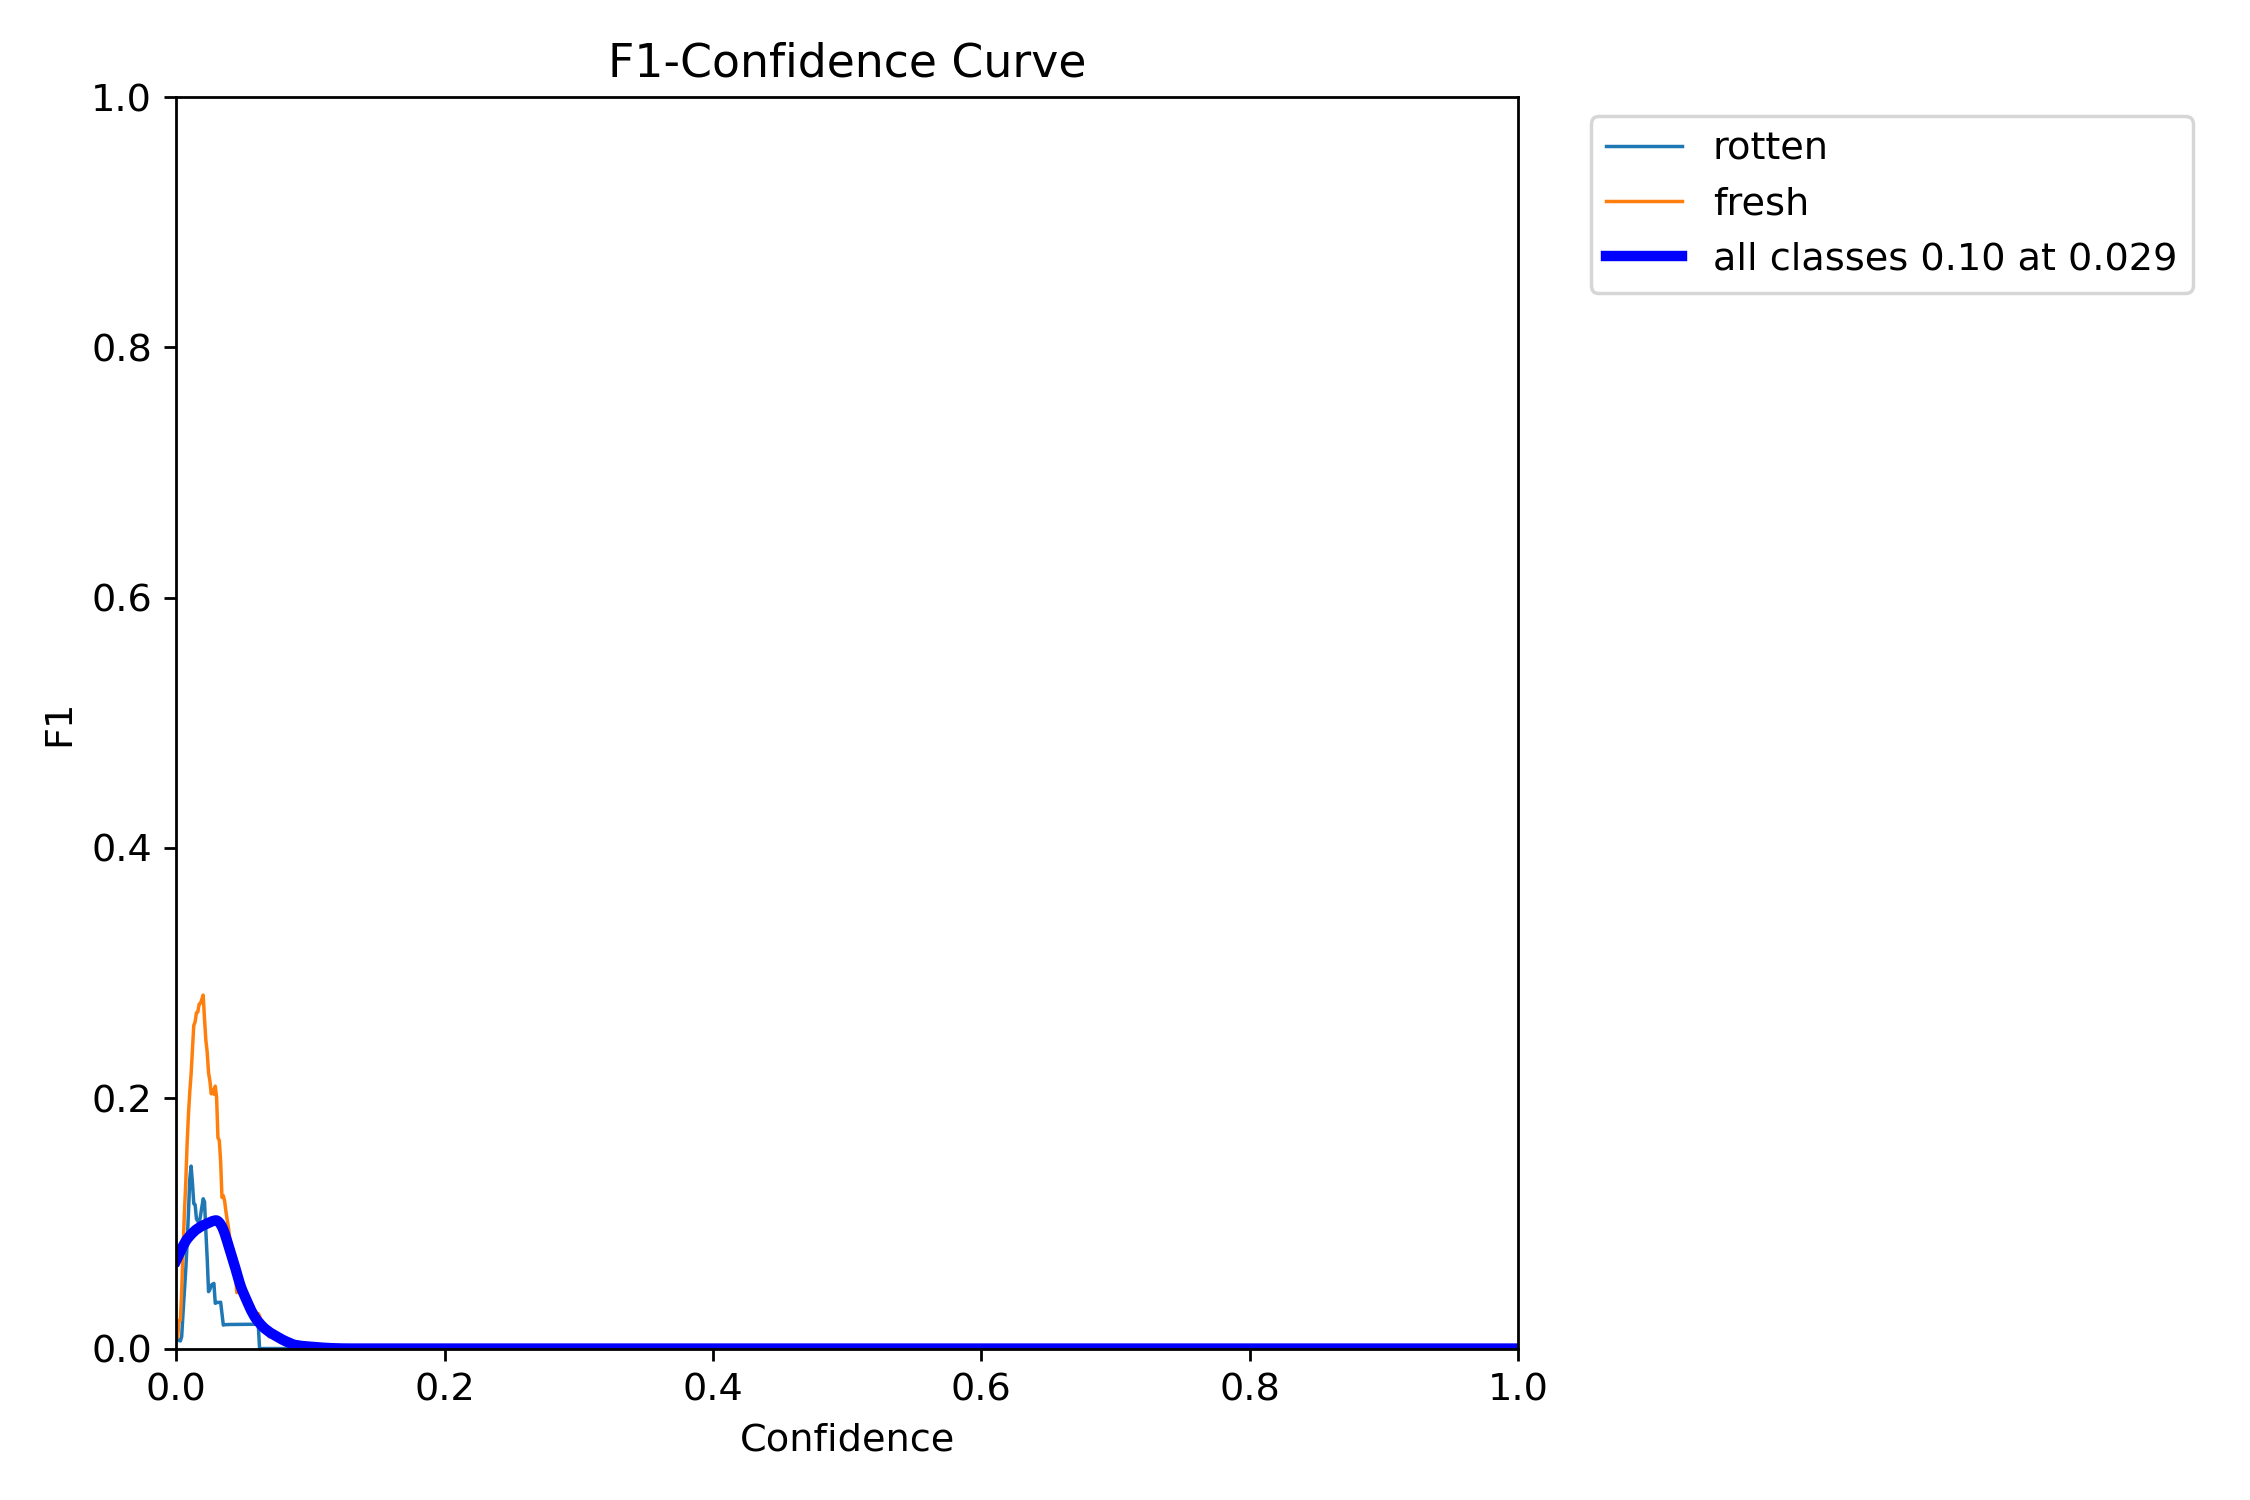 F1-Confidence Curve
1.0
0.8
0.6
0.4
0.2
0.0
F1
0.0 0.2 0.4 0.6 0.8 1.0
Confidence
rotten
fresh
all classes 0.10 at 0.029